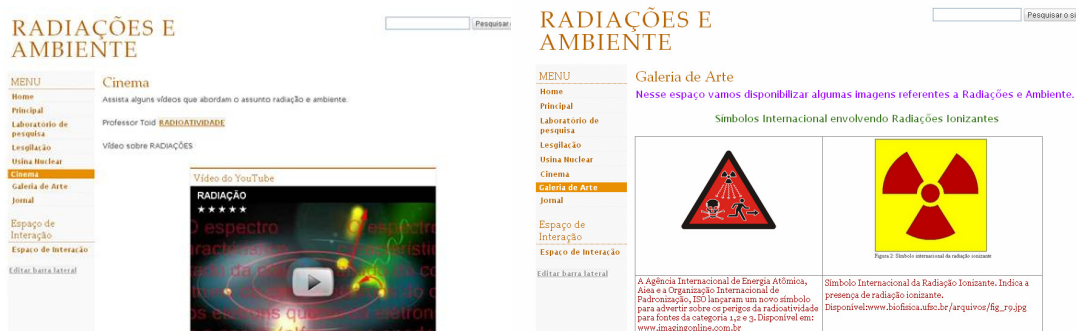 RADIAÇÕES E
AMBIENTE
Pesquisar
MENU
Home
Principal
Laboratório de
pesquisa
Lesgilação
Usina Nuclear
Cinema
Galeria de Arte
Jornal
Espaço de
Interação
Espaço de Interacão
Editar barra lateral
Cinema
Assista alguns vídeos que abordam o assunto radiação e ambiente.
Professor Toid RADIOATIVIDADE
Vídeo sobre RADIAÇÕES
Vídeo do YouTube
RADIAÇÃO
O espectro
RADIAÇÕES E
AMBIENTE
Pesquisar o si
MENU
Home
Principal
Laboratório de
pesquisa
Lesgilação
Usina Nuclear
Cinema
Galeria de Arte
Jornal
Espaço de
Interação
Espaço de Interação
Editar barra lateral
Galeria de Arte
Nesse espaço vamos disponibilizar algumas imagens referentes a Radiações e Ambiente.
Símbolos Internacional envolvendo Radiações Ionizantes
Figura 2: Símbolo internacional da radiação ionizante
A Agência Internacional de Energia Atômica,
Aiea e a Organização Internacional de
Padronização, ISO lançaram um novo símbolo
para advertir sobre os perigos da radioatividade
para fontes da categoria 1,2 e 3. Disponível em:
www.imagingonline.com.br
Símbolo Internacional da Radiação Ionizante. Indica a
presença de radiação ionizante.
Disponível:www.biofisica.ufsc.br/arquivos/fig_rp.jpg